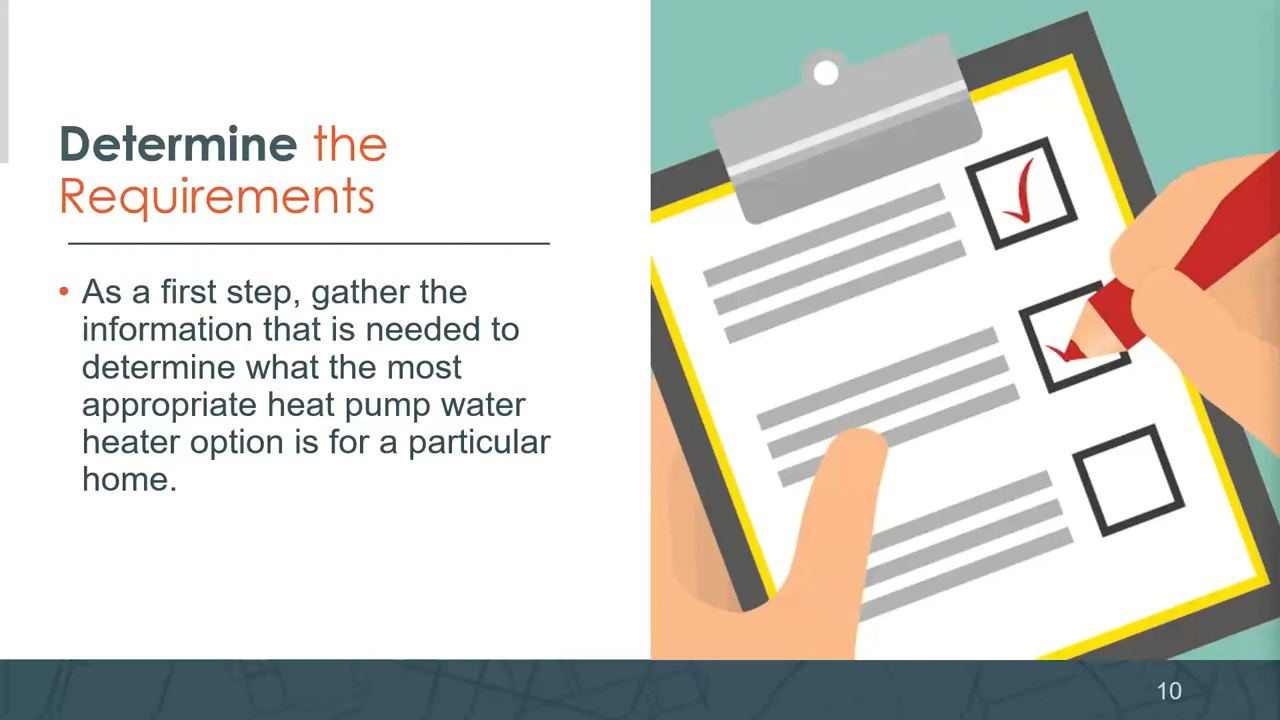 Determine the
Requirements
• As a first step, gather the
information that is needed to
determine what the most
appropriate heat pump water
heater option is for a particular
home.
10